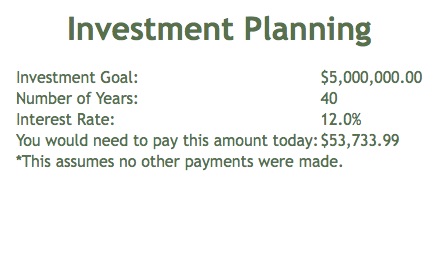 Investment Planning
Investment Goal: $5,000,000.00
Number of Years: 40
Interest Rate: 12.0%
You would need to pay this amount today: $53,733.99
*This assumes no other payments were made.